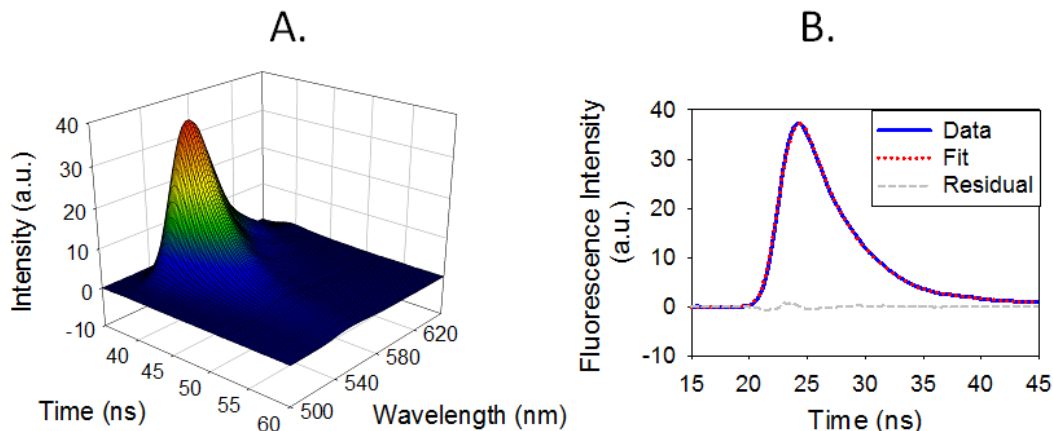 A.
B.
Intensity (a.u.)
40
30
20
10
0
-10
40
45
50
55
60
Time (ns)
500
540
580
620
Wavelength (nm)
Fluorescence Intensity
(a.u.)
40
30
20
10
0
-10
Data
Fit
Residual
15
20
25
30
35
40
45
Time (ns)